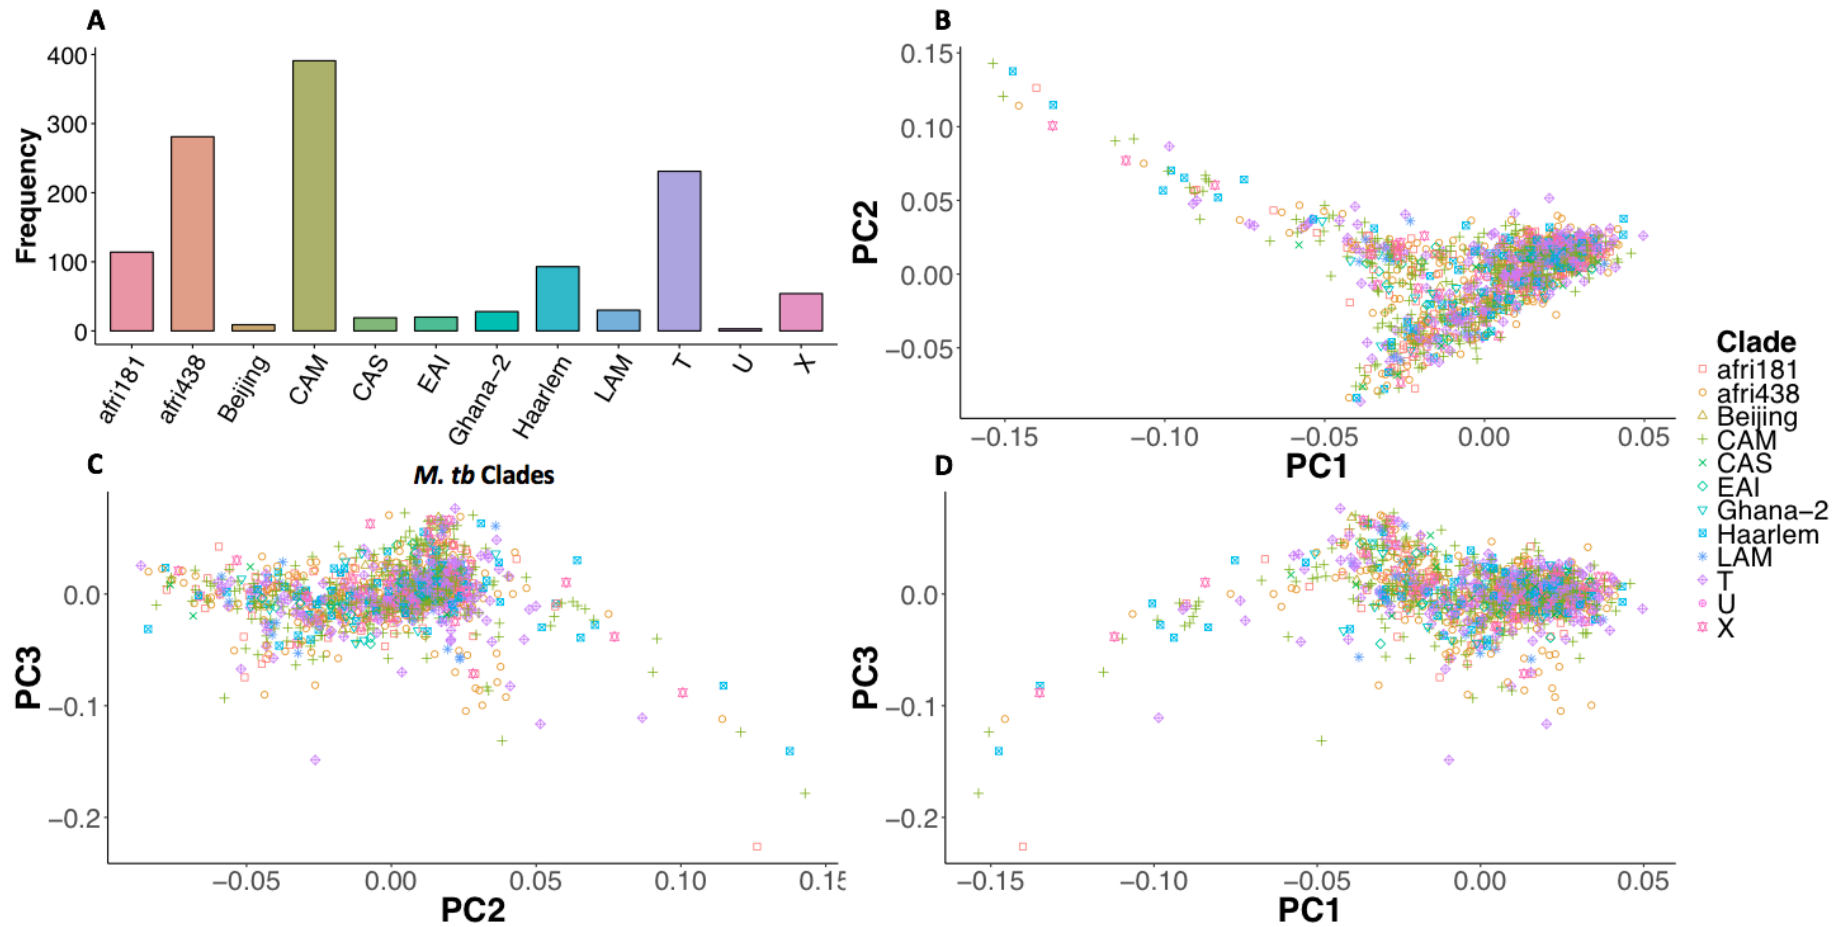 A
400
300
200
100
0
Frequency
afri181
afri438
Beijing
CAM
CAS
EAI
Ghana−2
Haarlem
LAM
T
U
X
M. tb Clades
B
0.15
0.10
0.05
0.00
−0.05
PC2
−0.15
−0.10
−0.05
0.00
0.05
PC1
C
0.0
−0.1
−0.2
PC3
−0.05
0.00
0.05
0.10
0.15
PC2
D
0.0
−0.1
−0.2
PC3
−0.15
−0.10
−0.05
0.00
0.05
PC1
Clade
afri181
afri438
Beijing
CAM
CAS
EAI
Ghana−2
Haarlem
LAM
T
U
X